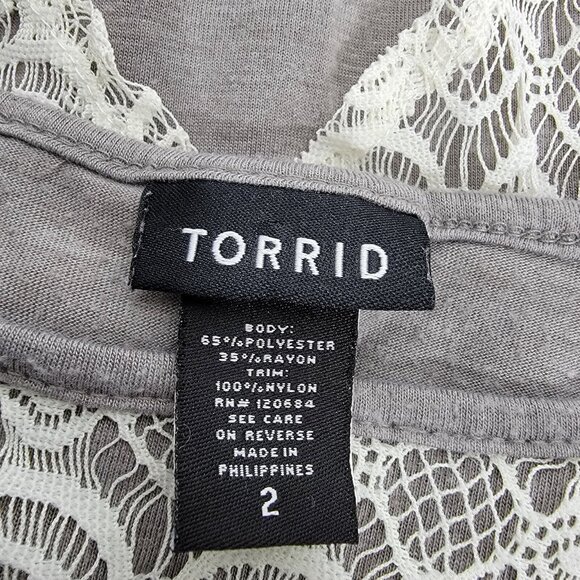 TORRID
BODY:
65%POLYESTER
35%RAYON
TRIM:
100%NYLON
RN# 120684
SEE CARE
ON REVERSE
MADE IN
PHILIPPINES
2